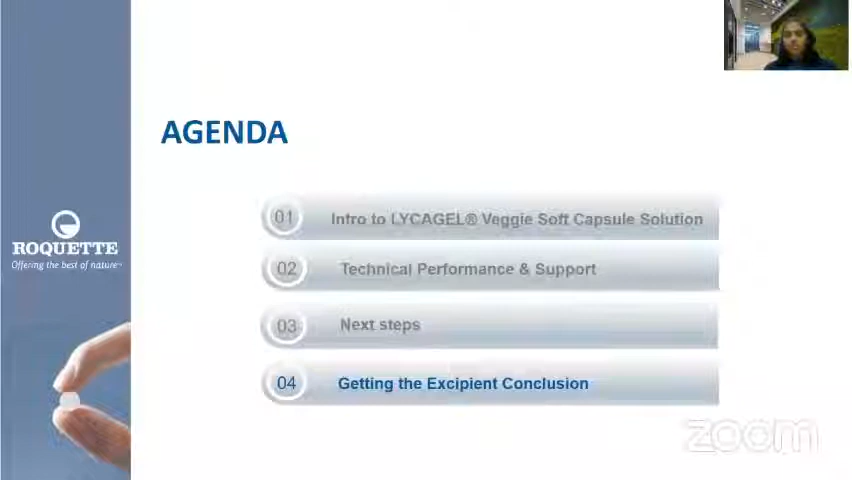 AGENDA
01 Intro to LYCAGEL® Veggie Soft Capsule Solution
02 Technical Performance & Support
03 Next steps
04 Getting the Excipient Conclusion
ROQUETTE
Offering the best of nature™
zoom